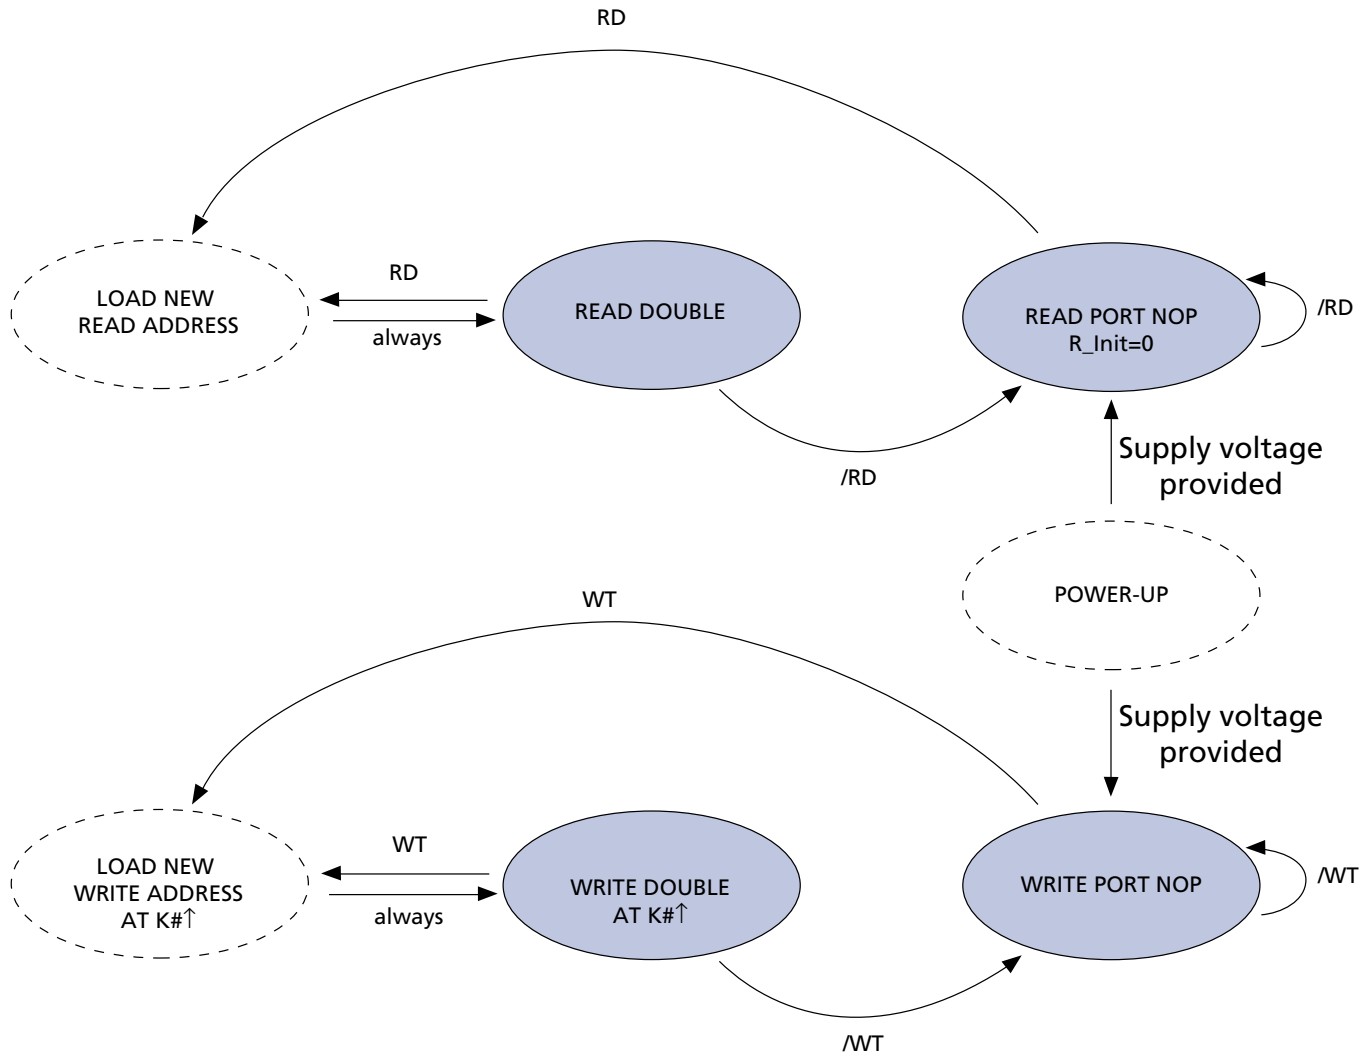 RD
LOAD NEW
READ ADDRESS
RD
always
READ DOUBLE
READ PORT NOP
R_Init=0
/RD
/RD
Supply voltage
provided
POWER-UP
WT
Supply voltage
provided
LOAD NEW
WRITE ADDRESS
AT K#↑
WT
always
WRITE DOUBLE
AT K#↑
WRITE PORT NOP
/WT
/WT